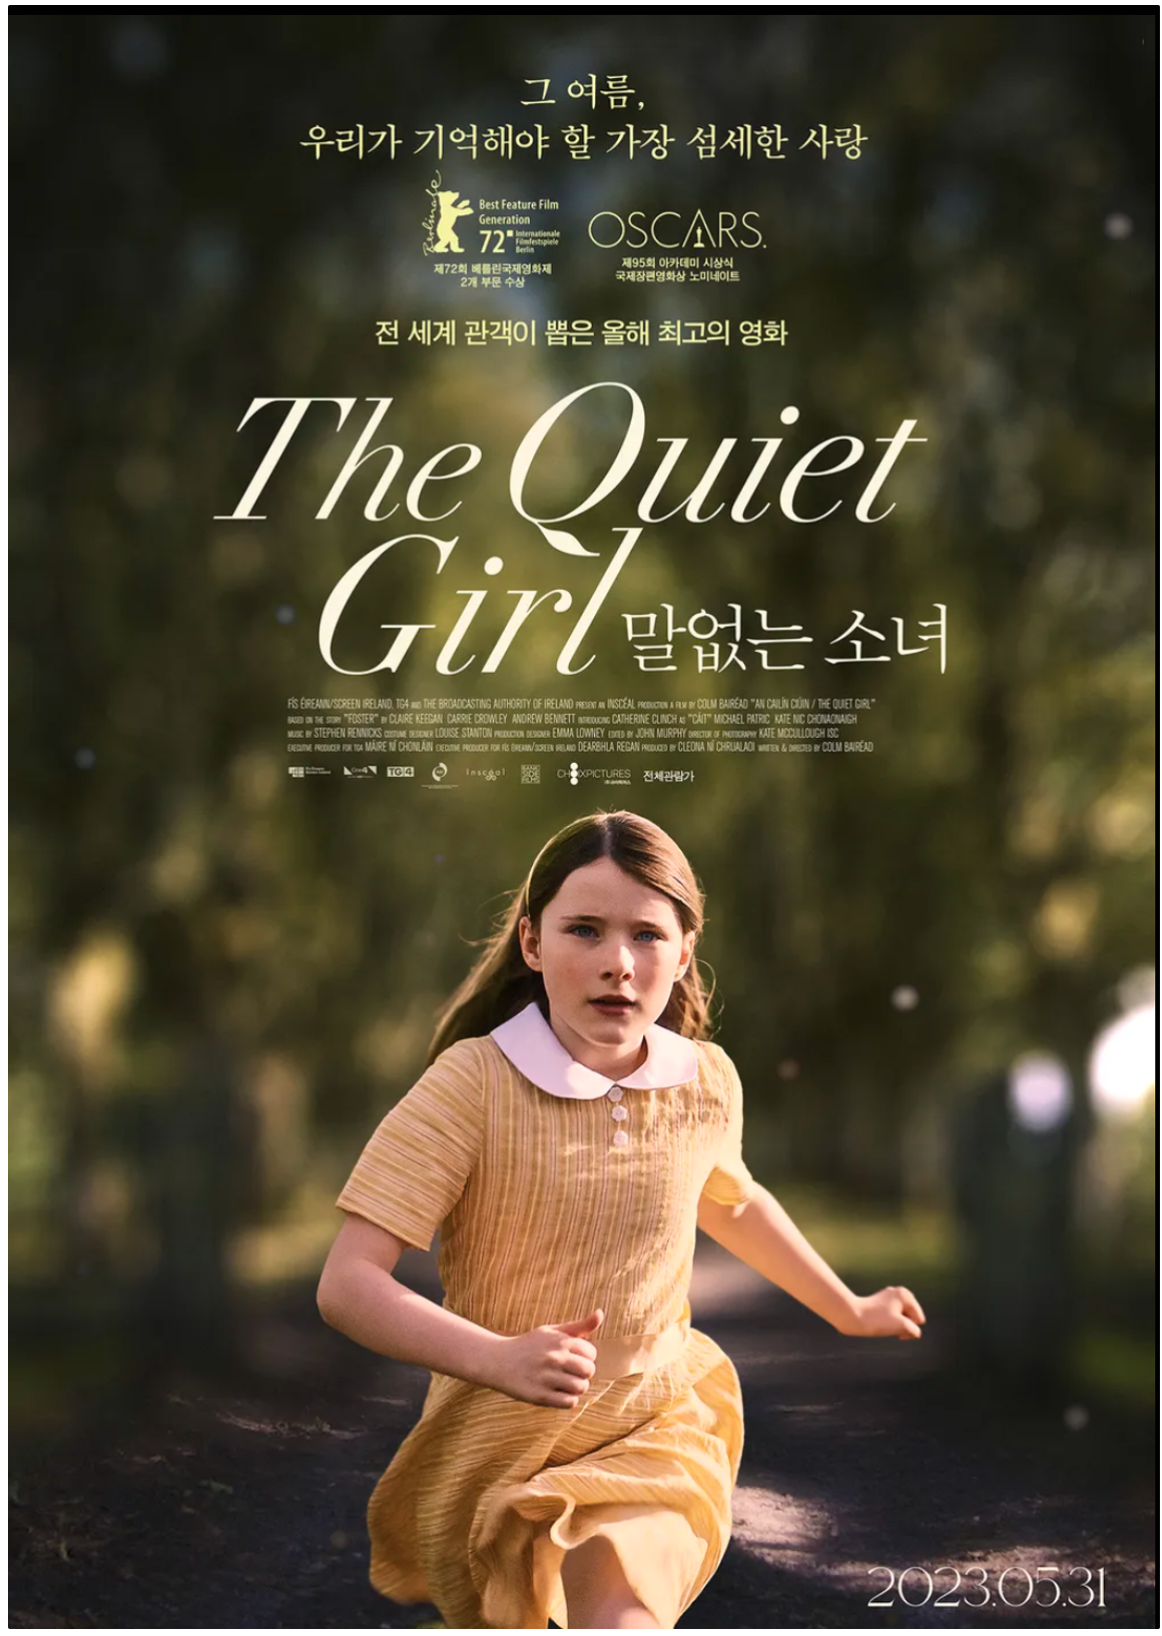 그 여름,
우리가 기억해야 할 가장 섬세한 사랑
Berlinale
Best Feature Film
Generation
72
Internationale
Filmfestspiele
Berlin
제72회 베를린국제영화제
2개 부문 수상
OSCARS.
제95회 아카데미 시상식
국제장편영화상 노미네이트
전 세계 관객이 뽑은 올해 최고의 영화
The Quiet
Girl 말없는 소녀
FÍS ÉIREANN/SCREEN IRELAND, TG4 AND THE BROADCASTING AUTHORITY OF IRELAND PRESENT AN INSCÉAL PRODUCTION A FILM BY COLM BAIRÉAD "AN CAILÍN CIÚIN / THE QUIET GIRL"
BASED ON THE STORY "FOSTER" BY CLAIRE KEEGAN CARRIE CROWLEY ANDREW BENNETT INTRODUCING CATHERINE CLINCH AS "CÁIT" MICHAEL PATRIC KATE NIC CHONAONAIGH
MUSIC BY STEPHEN RENNICKS COSTUME DESIGNER LOUISE STANTON PRODUCTION DESIGNER EMMA LOWNEY EDITED BY JOHN MURPHY DIRECTOR OF PHOTOGRAPHY KATE MCCULLOUGH ISC
EXECUTIVE PRODUCER FOR TG4 MÁIRE NÍ CHONLÁIN EXECUTIVE PRODUCER FOR FÍS ÉIREANN/SCREEN IRELAND DEARBHLA REGAN PRODUCED BY CLEONA NÍ CHRUALAOI WRITTEN & DIRECTED BY COLM BAIRÉAD
Cine4 TG4 Inscéal BANK SIDE FILMS CHOIXPICTURES 전체관람가
2023.05.31